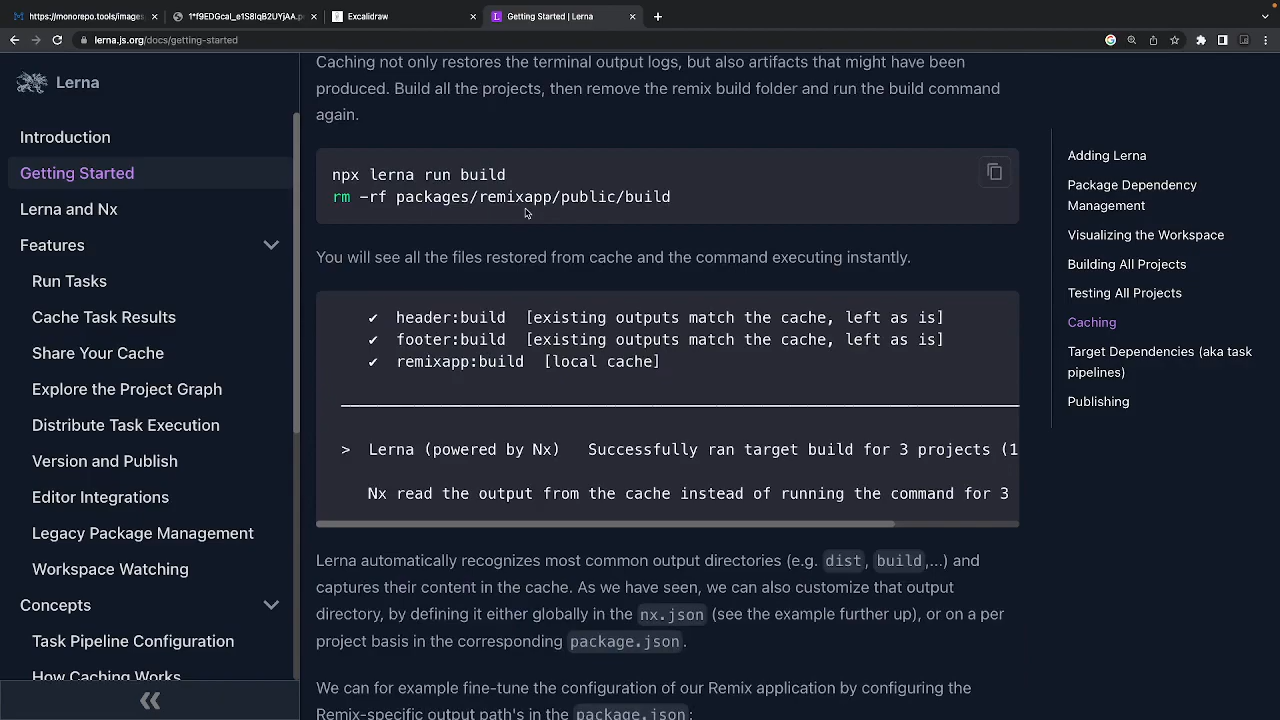 https://monorepo.tools/images
1*f9EDGcal_e1S8IqB2UYjAA.p
Excalidraw
Getting Started | Lerna
lerna.js.org/docs/getting-started
Lerna
Introduction
Getting Started
Lerna and Nx
Features
Run Tasks
Cache Task Results
Share Your Cache
Explore the Project Graph
Distribute Task Execution
Version and Publish
Editor Integrations
Legacy Package Management
Workspace Watching
Concepts
Task Pipeline Configuration
How Caching Works
Caching not only restores the terminal output logs, but also artifacts that might have been
produced. Build all the projects, then remove the remix build folder and run the build command
again.
npx lerna run build
rm -rf packages/remixapp/public/build
You will see all the files restored from cache and the command executing instantly.
✔ header:build [existing outputs match the cache, left as is]
✔ footer:build [existing outputs match the cache, left as is]
✔ remixapp:build [local cache]
> Lerna (powered by Nx) Successfully ran target build for 3 projects (1
Nx read the output from the cache instead of running the command for 3
Lerna automatically recognizes most common output directories (e.g. dist, build,...) and
captures their content in the cache. As we have seen, we can also customize that output
directory, by defining it either globally in the nx.json (see the example further up), or on a per
project basis in the corresponding package.json.
We can for example fine-tune the configuration of our Remix application by configuring the
Remix-specific output path's in the package.json:
Adding Lerna
Package Dependency
Management
Visualizing the Workspace
Building All Projects
Testing All Projects
Caching
Target Dependencies (aka task
pipelines)
Publishing